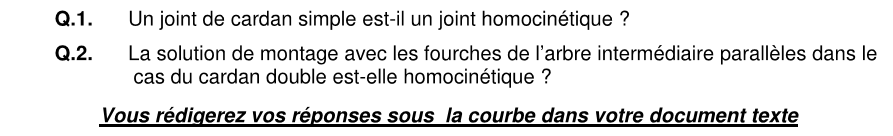 Q.1. Un joint de cardan simple est-il un joint homocinétique ?
Q.2. La solution de montage avec les fourches de l'arbre intermédiaire parallèles dans le
cas du cardan double est-elle homocinétique ?
Vous rédigerez vos réponses sous la courbe dans votre document texte